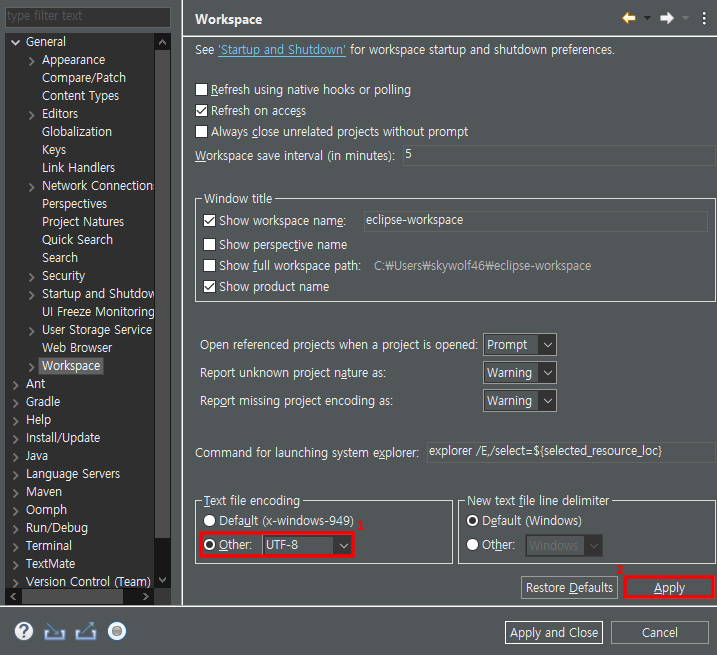 type filter text
General
Appearance
Compare/Patch
Content Types
Editors
Globalization
Keys
Link Handlers
Network Connection
Perspectives
Project Natures
Quick Search
Search
Security
Startup and Shutdow
UI Freeze Monitoring
User Storage Service
Web Browser
Workspace
Ant
Gradle
Help
Install/Update
Java
Language Servers
Maven
Oomph
Run/Debug
Terminal
TextMate
Version Control (Team)
Workspace
See 'Startup and Shutdown' for workspace startup and shutdown preferences.
Refresh using native hooks or polling
Refresh on access
Always close unrelated projects without prompt
Workspace save interval (in minutes): 5
Window title
Show workspace name: eclipse-workspace
Show perspective name
Show full workspace path: C:₩Users₩skywolf46₩eclipse-workspace
Show product name
Open referenced projects when a project is opened: Prompt
Report unknown project nature as: Warning
Report missing project encoding as: Warning
Command for launching system explorer: explorer /E,/select=${selected_resource_loc}
Text file encoding
Default (x-windows-949) 1
Other: UTF-8
New text file line delimiter
Default (Windows)
Other: Windows
2
Restore Defaults Apply
Apply and Close Cancel